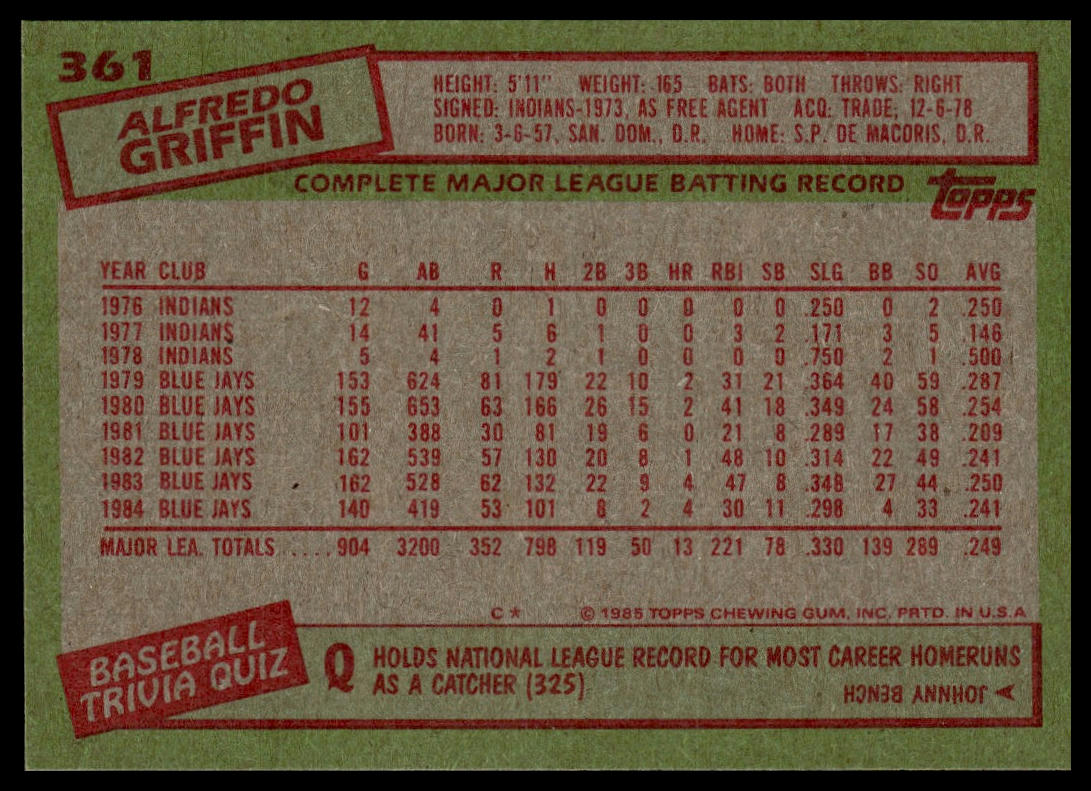 361
ALFREDO
GRIFFIN
HEIGHT: 5'11" WEIGHT: 165 BATS: BOTH THROWS: RIGHT
SIGNED: INDIANS-1973, AS FREE AGENT ACQ: TRADE, 12-6-78
BORN: 3-6-57, SAN. DOM., D.R. HOME: S.P. DE MACORIS, D.R.
COMPLETE MAJOR LEAGUE BATTING RECORD
topps
YEAR CLUB G AB R H 2B 3B HR RBI SB SLG BB SO AVG
1976 INDIANS 12 4 0 1 0 0 0 0 0 .250 0 2 .250
1977 INDIANS 14 41 5 6 1 0 0 3 2 .171 3 5 .146
1978 INDIANS 5 4 1 2 1 0 0 0 0 .750 2 1 .500
1979 BLUE JAYS 153 624 81 179 22 10 2 31 21 .364 40 59 .287
1980 BLUE JAYS 155 653 63 166 26 15 2 41 18 .349 24 58 .254
1981 BLUE JAYS 101 388 30 81 19 6 0 21 8 .289 17 38 .209
1982 BLUE JAYS 162 539 57 130 20 8 1 48 10 .314 22 49 .241
1983 BLUE JAYS 162 528 62 132 22 9 4 47 8 .348 27 44 .250
1984 BLUE JAYS 140 419 53 101 8 2 4 30 11 .298 4 33 .241
MAJOR LEA. TOTALS .....904 3200 352 798 119 50 13 221 78 .330 139 289 .249
C* © 1985 TOPPS CHEWING GUM, INC. PRTD. IN U.S.A
BASEBALL
TRIVIA QUIZ
Q HOLDS NATIONAL LEAGUE RECORD FOR MOST CAREER HOMERUNS
AS A CATCHER (325)
A JOHNNY BENCH